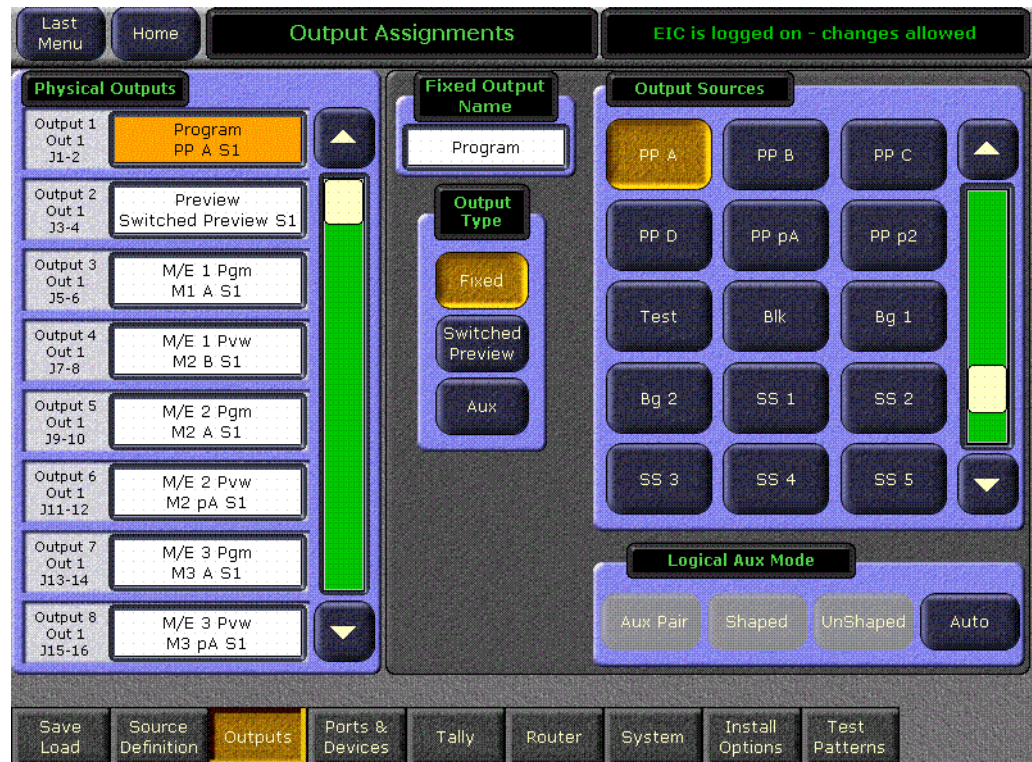 Last
Menu
Home
Output Assignments
EIC is logged on - changes allowed
Physical Outputs
Output 1
Out 1
J1-2
Program
PP A S1
Output 2
Out 1
J3-4
Preview
Switched Preview S1
Output 3
Out 1
J5-6
M/E 1 Pgm
M1 A S1
Output 4
Out 1
J7-8
M/E 1 Pvw
M2 B S1
Output 5
Out 1
J9-10
M/E 2 Pgm
M2 A S1
Output 6
Out 1
J11-12
M/E 2 Pvw
M2 pA S1
Output 7
Out 1
J13-14
M/E 3 Pgm
M3 A S1
Output 8
Out 1
J15-16
M/E 3 Pvw
M3 pA S1
Fixed Output
Name
Program
Output
Type
Fixed
Switched
Preview
Aux
Output Sources
PP A
PP B
PP C
PP D
PP pA
PP p2
Test
Blk
Bg 1
Bg 2
SS 1
SS 2
SS 3
SS 4
SS 5
Logical Aux Mode
Aux Pair
Shaped
UnShaped
Auto
Save
Load
Source
Definition
Outputs
Ports &
Devices
Tally
Router
System
Install
Options
Test
Patterns